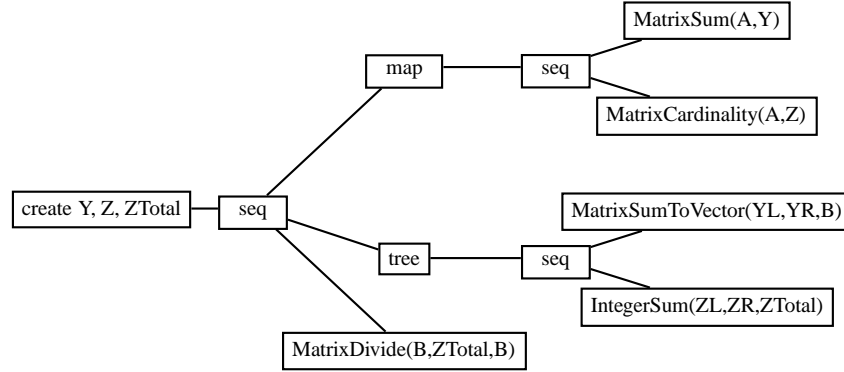 MatrixSum(A,Y)
map
seq
MatrixCardinality(A,Z)
create Y, Z, ZTotal
seq
MatrixSumToVector(YL,YR,B)
tree
seq
IntegerSum(ZL,ZR,ZTotal)
MatrixDivide(B,ZTotal,B)